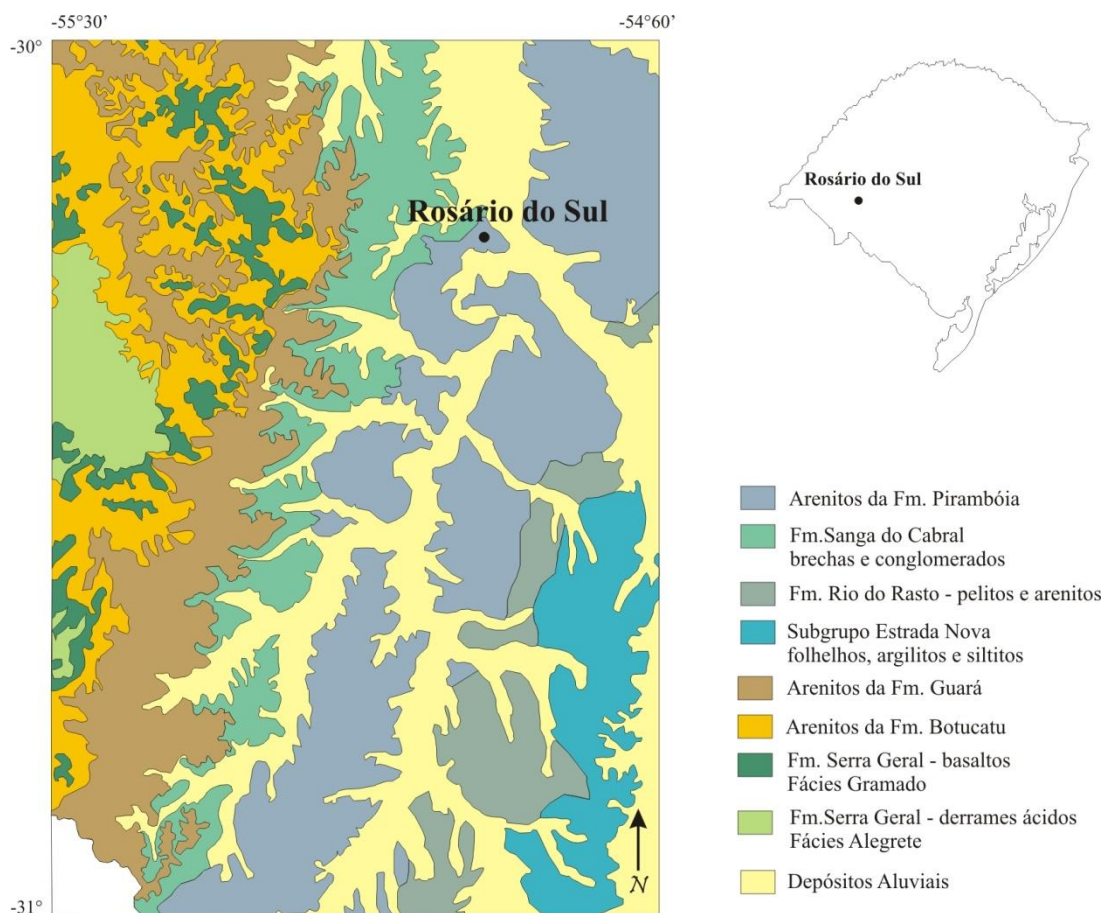 -55°30’
-54°60’
-30°
-31°
Rosário do Sul
N
Rosário do Sul
Arenitos da Fm. Pirambóia
Fm.Sanga do Cabral
brechas e conglomerados
Fm. Rio do Rasto - pelitos e arenitos
Subgrupo Estrada Nova
folhelhos, argilitos e siltitos
Arenitos da Fm. Guará
Arenitos da Fm. Botucatu
Fm. Serra Geral - basaltos
Fácies Gramado
Fm.Serra Geral - derrames ácidos
Fácies Alegrete
Depósitos Aluviais